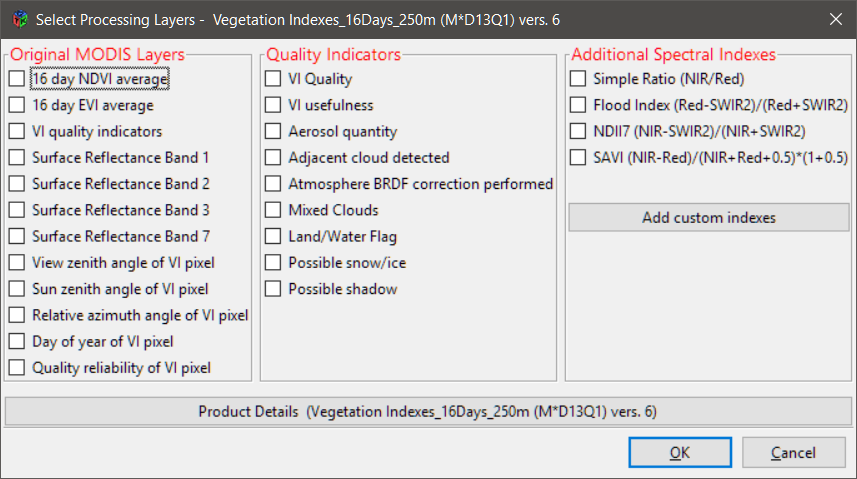 Select Processing Layers -  Vegetation Indexes_16Days_250m (M*D13Q1) vers. 6
Original MODIS Layers
16 day NDVI average
16 day EVI average
VI quality indicators
Surface Reflectance Band 1
Surface Reflectance Band 2
Surface Reflectance Band 3
Surface Reflectance Band 7
View zenith angle of VI pixel
Sun zenith angle of VI pixel
Relative azimuth angle of VI pixel
Day of year of VI pixel
Quality reliability of VI pixel
Quality Indicators
VI Quality
VI usefulness
Aerosol quantity
Adjacent cloud detected
Atmosphere BRDF correction performed
Mixed Clouds
Land/Water Flag
Possible snow/ice
Possible shadow
Additional Spectral Indexes
Simple Ratio (NIR/Red)
Flood Index (Red-SWIR2)/(Red+SWIR2)
NDII7 (NIR-SWIR2)/(NIR+SWIR2)
SAVI (NIR-Red)/(NIR+Red+0.5)*(1+0.5)
Add custom indexes
Product Details  (Vegetation Indexes_16Days_250m (M*D13Q1) vers. 6)
OK
Cancel